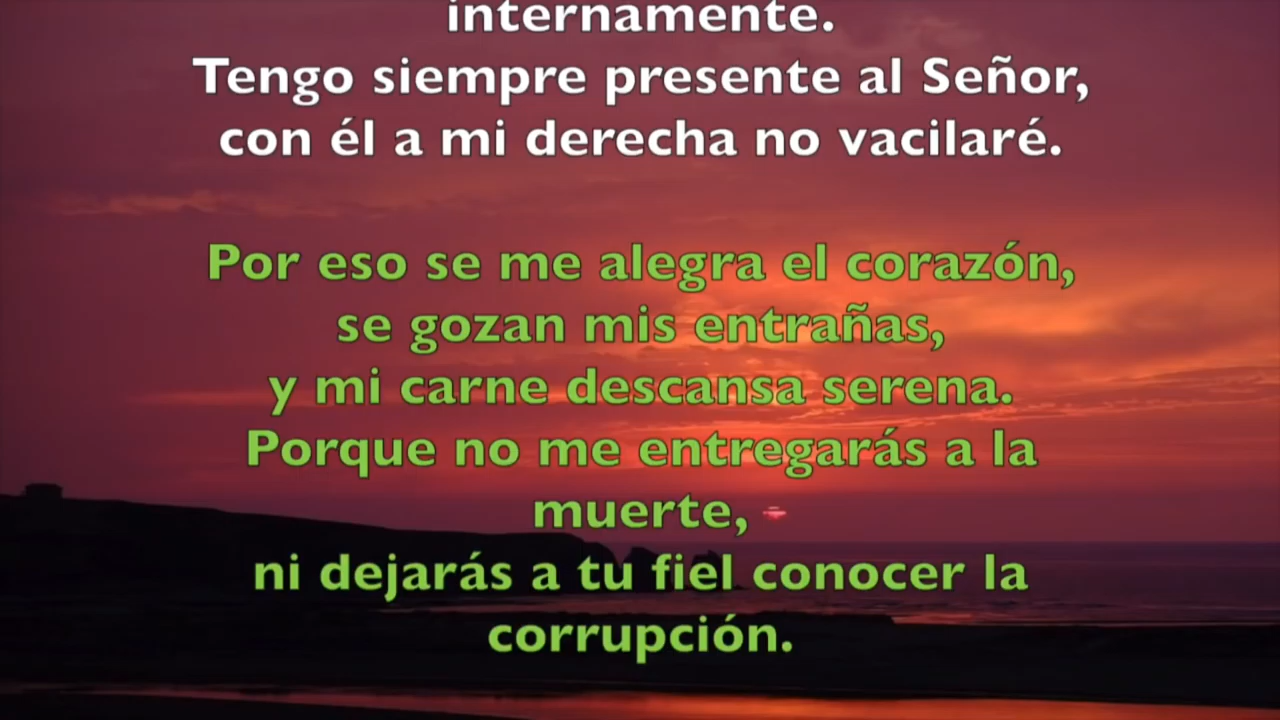 internamente.
Tengo siempre presente al Señor,
con él a mi derecha no vacilaré.
Por eso se me alegra el corazón,
se gozan mis entrañas,
y mi carne descansa serena.
Porque no me entregarás a la
muerte,
ni dejarás a tu fiel conocer la
corrupción.